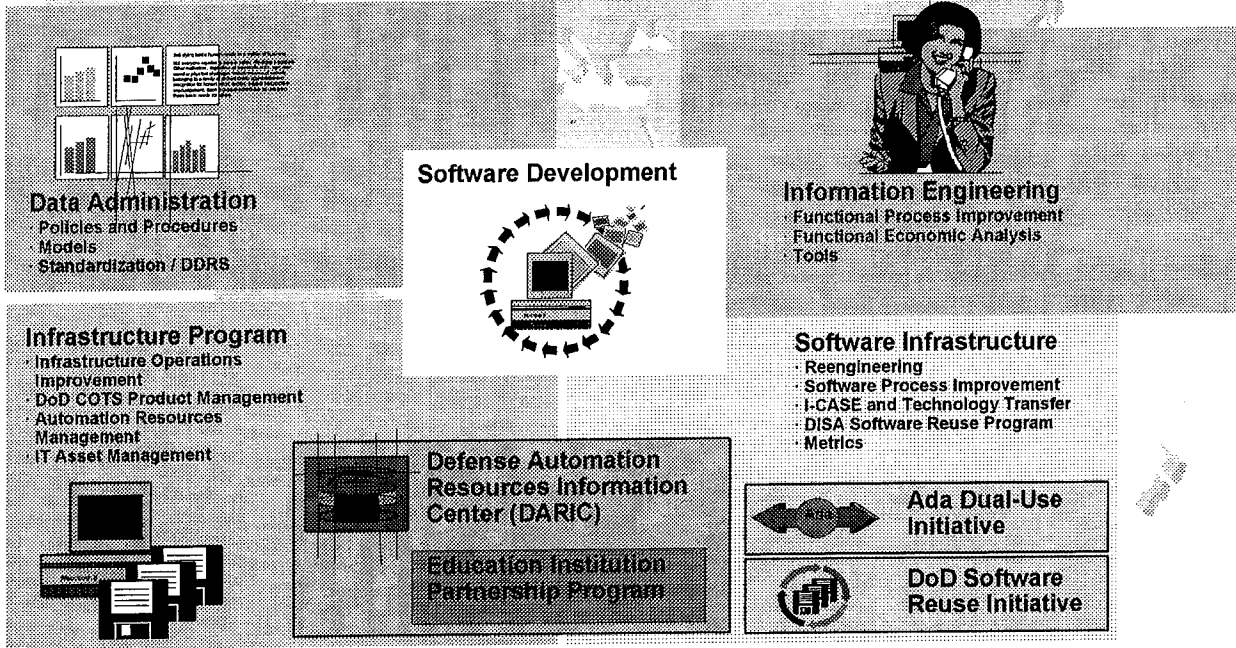 Data Administration
· Policies and Procedures
· Models
· Standardization / DDRS
Software Development
Information Engineering
· Functional Process Improvement
Functional Economic Analysis
· Tools
Infrastructure Program
· Infrastructure Operations
Improvement
· DoD COTS Product Management
· Automation Resources
Management
· IT Asset Management
Software Infrastructure
· Reengineering
· Software Process Improvement
· I-CASE and Technology Transfer
· DISA Software Reuse Program
· Metrics
Defense Automation
Resources Information
Center (DARIC)
Education Institution
Partnership Program
Ada
Ada Dual-Use
Initiative
DoD Software
Reuse Initiative